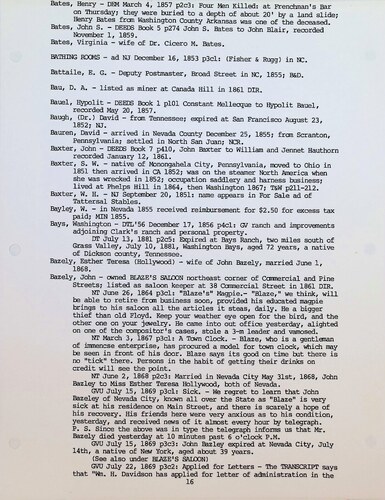 Bates, Henry - DEM March 4, 1857 p2c3: Four Men Killed: at Frenchman's Bar
on Thursday; they were buried to a depth of about 20' by a land slide;
Henry Bates from Washington County Arkansas was one of the deceased.
Bates, John S. - DEEDS Book 5 p274 John S. Bates to John Blair, recorded
November 1, 1859.
Bates, Virginia - wife of Dr. Cicero M. Bates.
BATHING ROOMS - ad NJ December 16, 1853 p3c1: (Fisher & Rugg) in NC.
Battaile, E. G. - Deputy Postmaster, Broad Street in NC, 1855; B&D.
Bau, D. A. - listed as miner at Canada Hill in 1861 DIR.
Bauel, Hypolit - DEEDS Book 1 p101 Constant Mellecque to Hypolit Bauel,
recorded May 20, 1857.
Baugh, (Dr.) David - from Tennessee; expired at San Francisco August 23,
1852; NJ.
Bauren, David - arrived in Nevada County December 25, 1855; from Scranton,
Pennsylvania; settled in North San Juan; NCR.
Baxter, John - DEEDS Book 7 p410, John Baxter to William and Jennet Bauthorn
recorded January 12, 1861.
Baxter, S. W. - native of Monongahela City, Pennsylvania, moved to Ohio in
1851 then arrived in CA 1852; was on the steamer North America when
she was wrecked in 1852; occupation saddlery and harness business;
lived at Phelps Hill in 1864, then Washington 1867; T&W p211-212.
Baxter, W. H. - NJ September 20, 1851: name appears in For Sale ad of
Tattersal Stables.
Bayley, W. - in Nevada 1855 received reimbursement for $2.50 for excess tax
paid; MIN 1855.
Bays, Washington - DTL'56 December 17, 1856 p4c1: GV ranch and improvements
adjoining Clark's ranch and personal property.
DT July 13, 1881 p2c5: Expired at Bays Ranch, two miles south of
Grass Valley, July 10, 1881, Washington Bays, aged 72 years, a native
of Dickson county, Tennessee.
Bazely, Esther Teresa (Hollywood) - wife of John Bazely, married June 1,
1868.
Bazely, John - owned BLAZE'S SALOON northeast corner of Commercial and Pine
Streets; listed as saloon keeper at 38 Commercial Street in 1861 DIR.
NT June 26, 1864 p3c1: "Blaze's" Magpie.- "Blaze," we think, will
be able to retire from business soon, provided his educated magpie
brings to his saloon all the articles it steals, daily. He is a bigger
thief than old Floyd. Keep your weather eye open for the bird, and the
other one on your jewelry. He came into out office yesterday, alighted
on one of the compositor's cases, stole a 3-m leader and vamosed.
NT March 3, 1867 p3c1: A Town Clock. - Blaze, who is a gentleman
of immense enterprise, has procured a model for town clock, which may
be seen in front of his door. Blaze says its good on time but there is
no "tick" there. Persons in the habit of getting their drinks on
credit will see the point.
NT June 2, 1868 p2c3: Married in Nevada City May 31st, 1868, John
Bazley to Miss Esther Teresa Hollywood, both of Nevada.
GVU July 15, 1869 p3c1: Sick. - We regret to learn that John
Bazeley of Nevada City, known all over the State as "Blaze" is very
sick at his residence on Main Street, and there is scarely a hope of
his recovery. His friends here were very anxious as to his condition,
yesterday, and received news of it almost every hour by telegraph.
P. S. Since the above was in type the telegraph informs us that Mr.
Bazely died yesterday at 10 minutes past 6 o'clock P.M.
GVU July 15, 1869 p3c3: John Bazely expired at Nevada City, July
14th, a native of New York, aged about 39 years.
(See also under BLAZE'S SALOON)
GVU July 22, 1869 p3c2: Applied for Letters - The TRANSCRIPT says
that "Wm. H. Davidson has applied for letter of administration in the
16